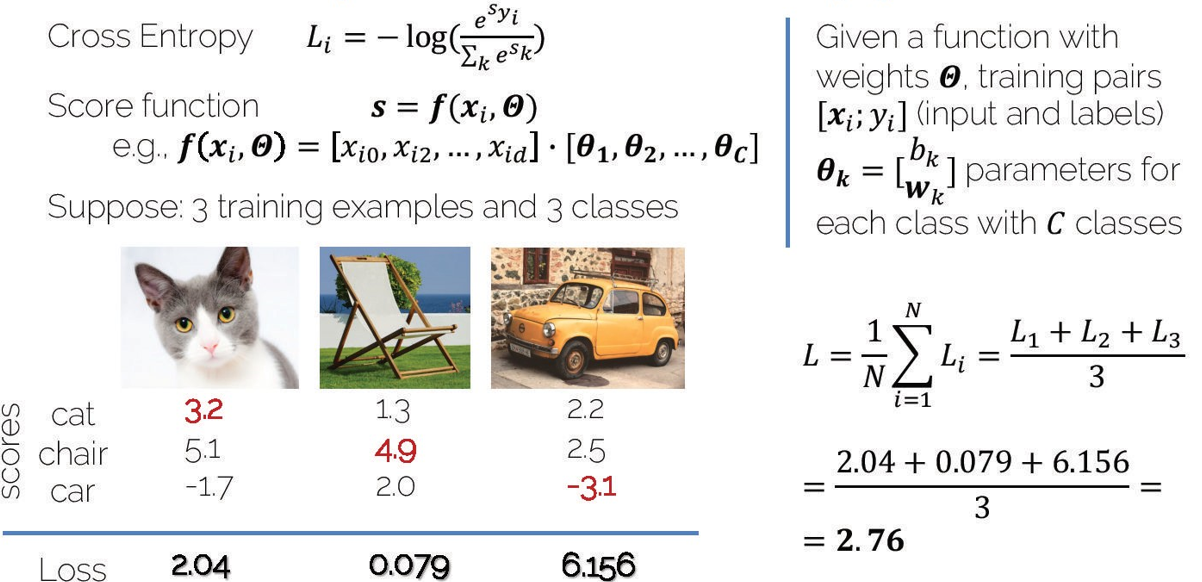 Cross Entropy L_i = − log(e^{s_{y_i}} / Σ_k e^{s_k})
Score function s = f(x_i, Θ)
e.g., f(x_i, Θ) = [x_{i0}, x_{i2}, …, x_{id}] · [θ_1, θ_2, …, θ_C]
Suppose: 3 training examples and 3 classes
scores
cat 3.2 1.3 2.2
chair 5.1 4.9 2.5
car -1.7 2.0 -3.1
Loss 2.04 0.079 6.156
Given a function with
weights Θ, training pairs
[x_i; y_i] (input and labels)
θ_k = [b_k w_k] parameters for
each class with C classes
L = 1/N Σ_{i=1}^{N} L_i = (L_1 + L_2 + L_3)/3
= (2.04 + 0.079 + 6.156)/3 =
= 2.76